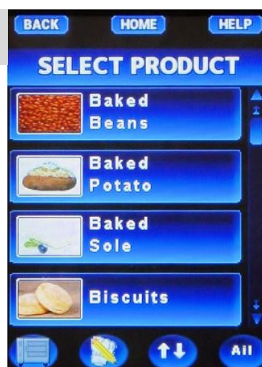 BACK HOME HELP
SELECT PRODUCT
Baked
Beans
Baked
Potato
Baked
Sole
Biscuits
All